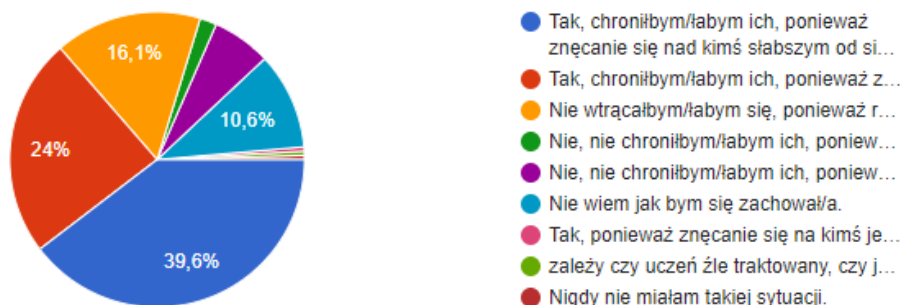 16,1%
10,6%
24%
39,6%
Tak, chroniłbym/łabym ich, ponieważ
znęcanie się nad kimś słabszym od si...
Tak, chroniłbym/łabym ich, ponieważ z...
Nie wtrącałbym/łabym się, ponieważ r...
Nie, nie chroniłbym/łabym ich, poniew...
Nie, nie chroniłbym/łabym ich, poniew...
Nie wiem jak bym się zachował/a.
Tak, ponieważ znęcanie się na kimś je...
zależy czy uczeń źle traktowany, czy j...
Nigdy nie miałam takiej sytuacji.